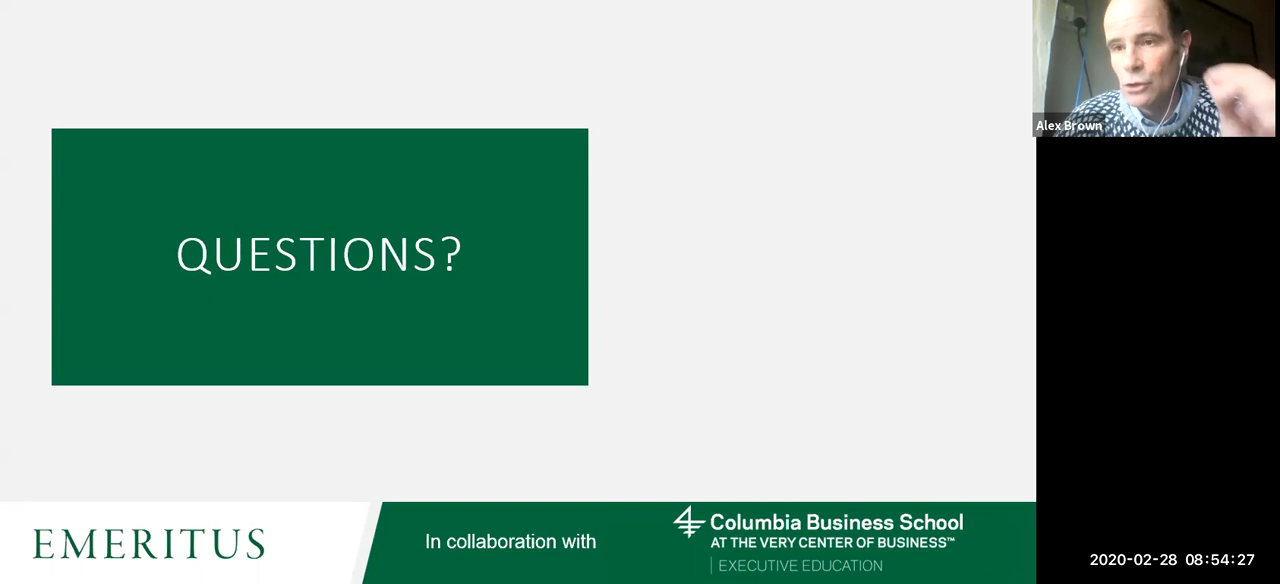 Alex Brown
QUESTIONS?
EMERITUS
In collaboration with
Columbia Business School
AT THE VERY CENTER OF BUSINESS™
EXECUTIVE EDUCATION
2020-02-28 08:54:27